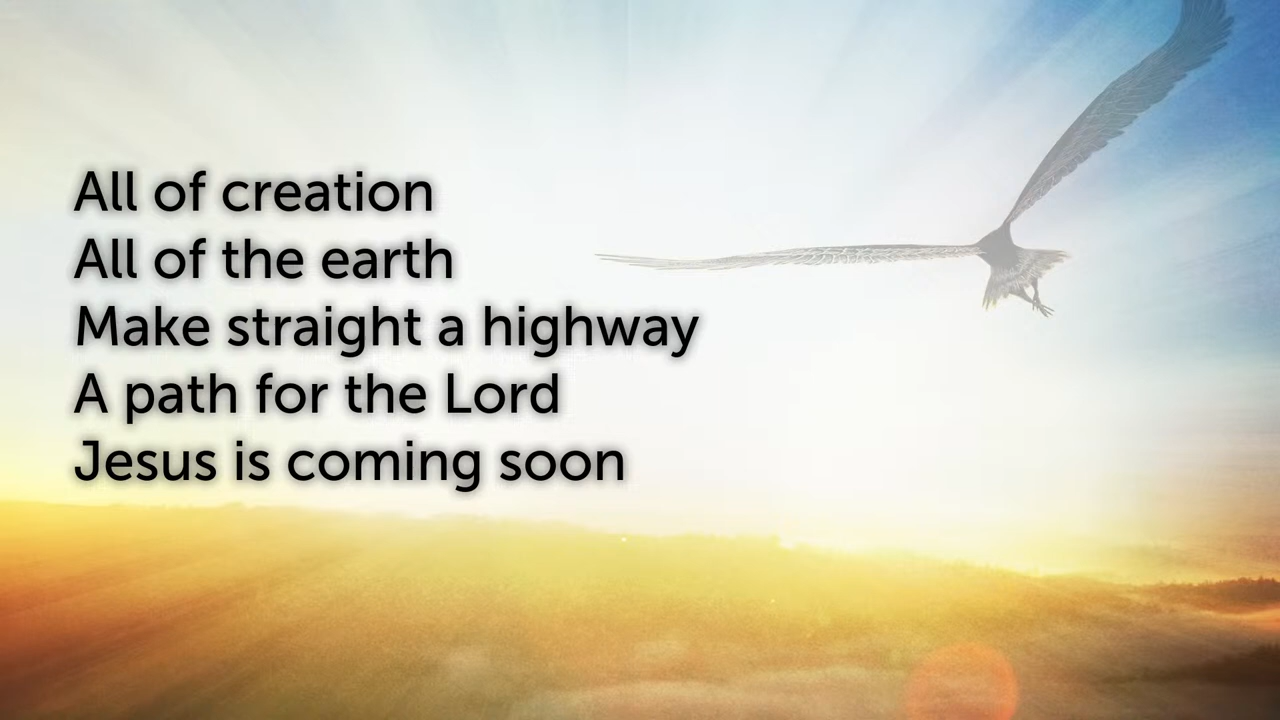 All of creation
All of the earth
Make straight a highway
A path for the Lord
Jesus is coming soon